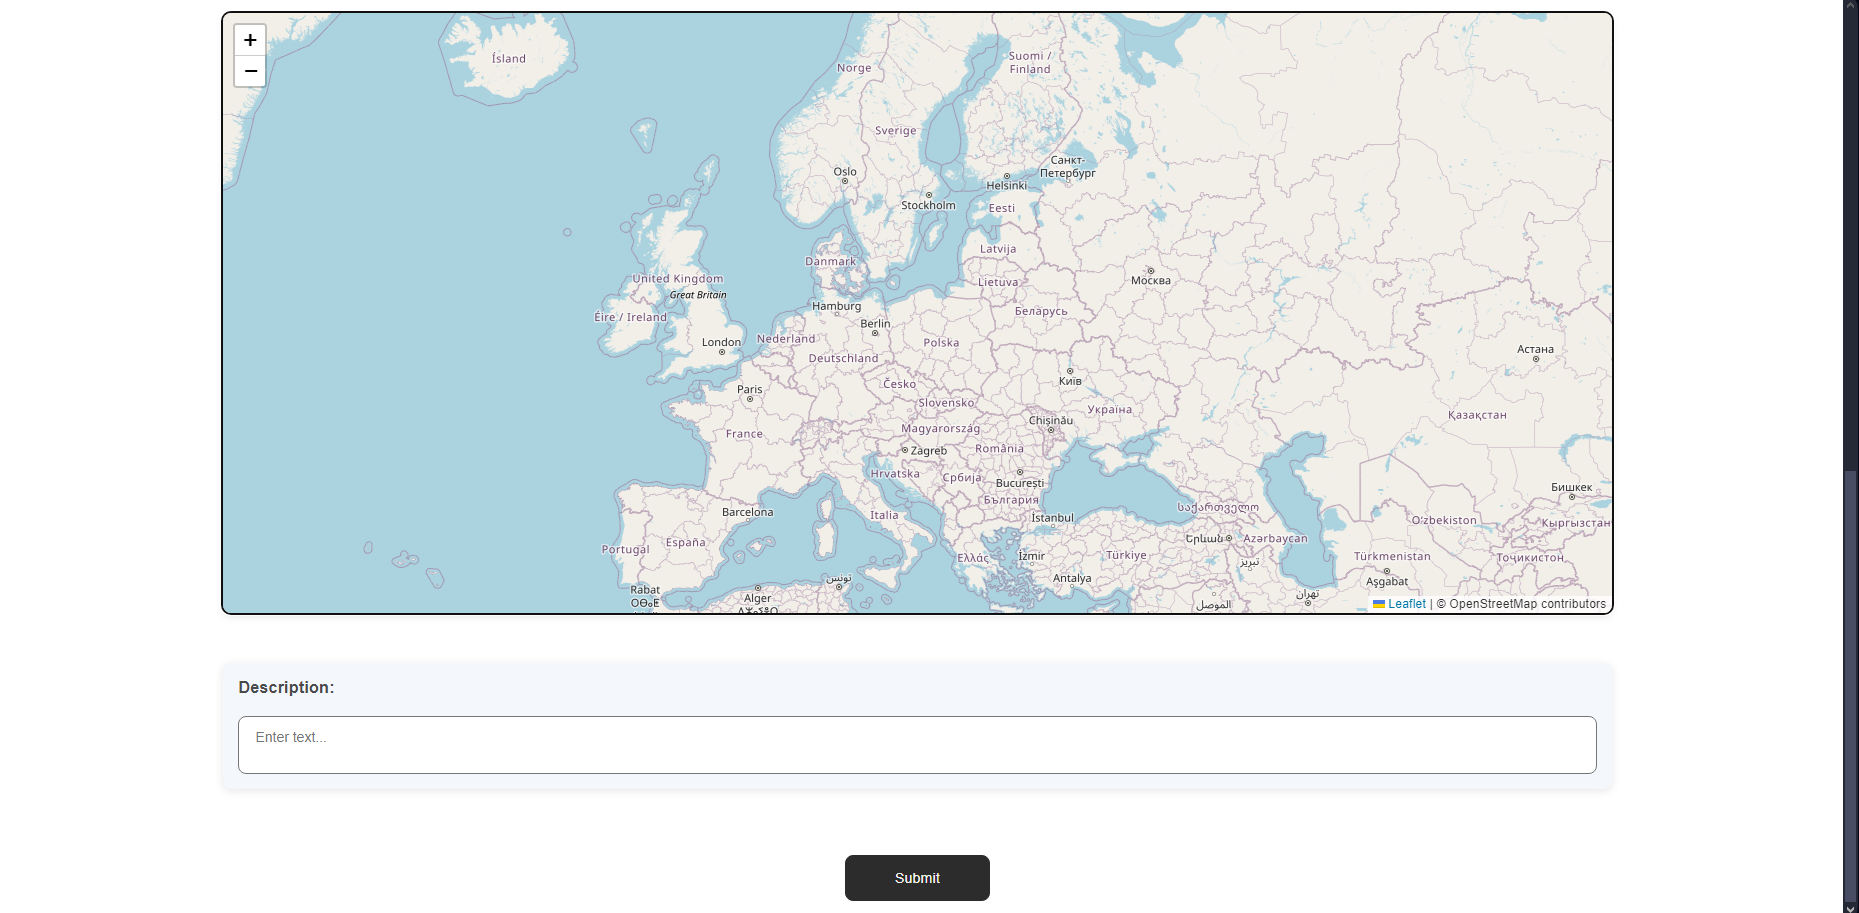 +
−
Ísland
Norge
Suomi /
Finland
Sverige
Санкт-
Петербург
Oslo
Helsinki
Stockholm
Eesti
Latvija
Danmark
Москва
United Kingdom
Lietuva
Great Britain
Hamburg
Беларусь
Éire / Ireland
Berlin
London
Nederland
Polska
Астана
Deutschland
Česko
Київ
Paris
Slovensko
Україна
Қазақстан
Chișinău
Magyarország
France
Zagreb
România
Hrvatska
Србија
București
Бишкек
България
საქართველო
Barcelona
Italia
İstanbul
O'zbekiston
Кыргызстан
Երևան
Azərbaycan
España
Portugal
Ελλάς
İzmir
Türkiye
Türkmenistan
Тоҷикистон
تبریز
تونس
Antalya
Aşgabat
Rabat
Alger
تهران
الموصل
Leaflet | © OpenStreetMap contributors
Description:
Enter text...
Submit